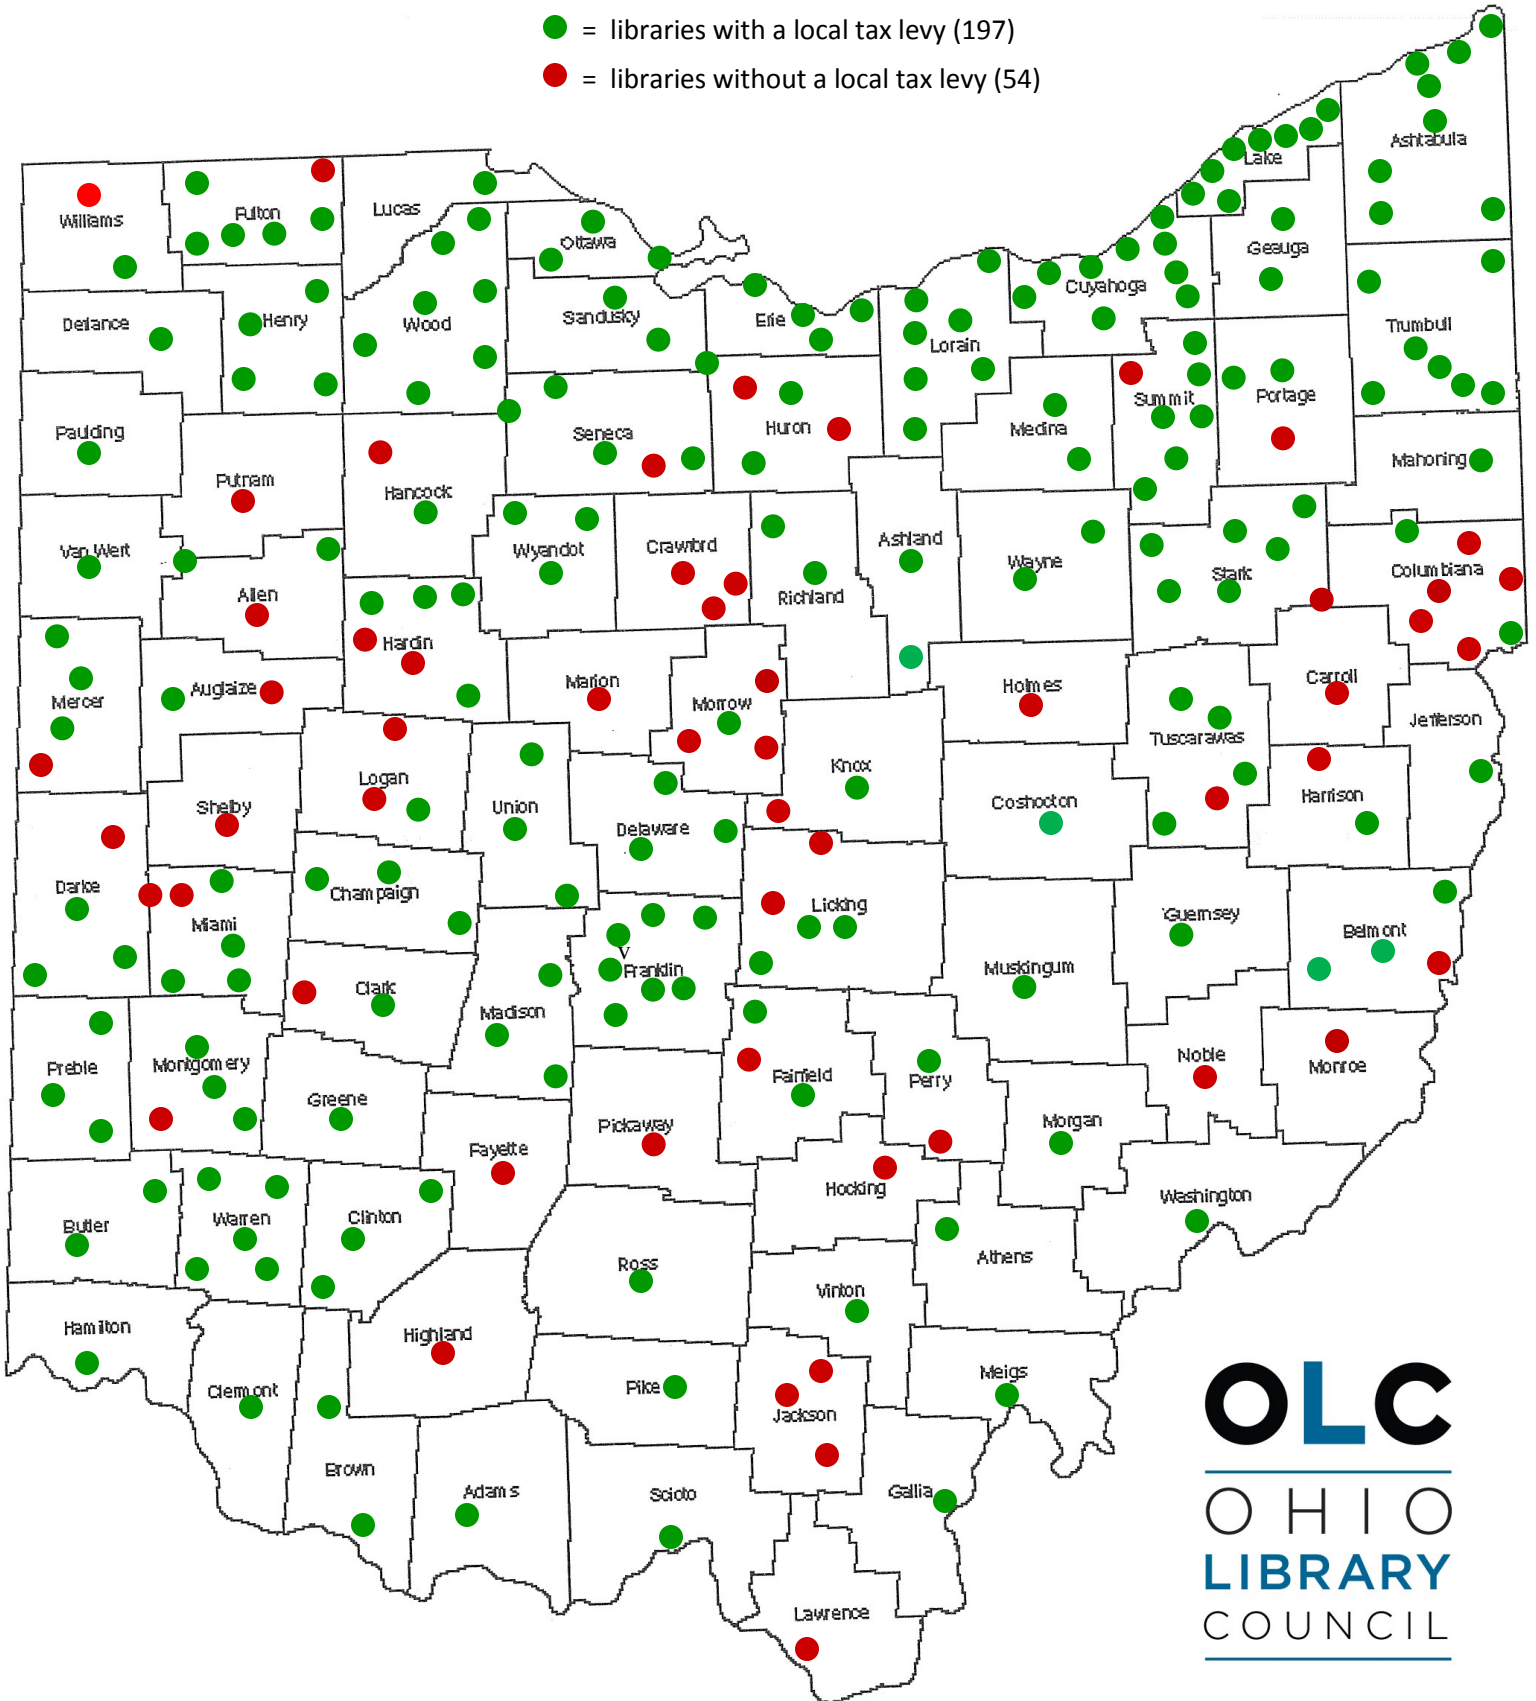 = libraries with a local tax levy (197)
= libraries without a local tax levy (54)
Ashtabula
Lake
Williams
Fulton
Lucas
Ottawa
Geauga
Cuyahoga
Defiance
Henry
Wood
Sandusky
Erie
Lorain
Trumbull
Paulding
Seneca
Huron
Medina
Summit
Portage
Mahoning
Putnam
Hancock
Van Wert
Wyandot
Crawford
Ashland
Wayne
Stark
Columbiana
Allen
Richland
Hardin
Mercer
Auglaize
Marion
Morrow
Holmes
Carroll
Jefferson
Tuscarawas
Logan
Knox
Shelby
Union
Coshocton
Harrison
Delaware
Darke
Champaign
Miami
Licking
Guernsey
Belmont
V
Franklin
Muskingum
Clark
Madison
Preble
Montgomery
Fairfield
Perry
Noble
Monroe
Greene
Pickaway
Morgan
Fayette
Hocking
Washington
Butler
Warren
Clinton
Ross
Athens
Vinton
Hamilton
Highland
Clermont
Pike
Meigs
Jackson
Brown
Adams
Scioto
Gallia
Lawrence
OLC
OHIO
LIBRARY
COUNCIL